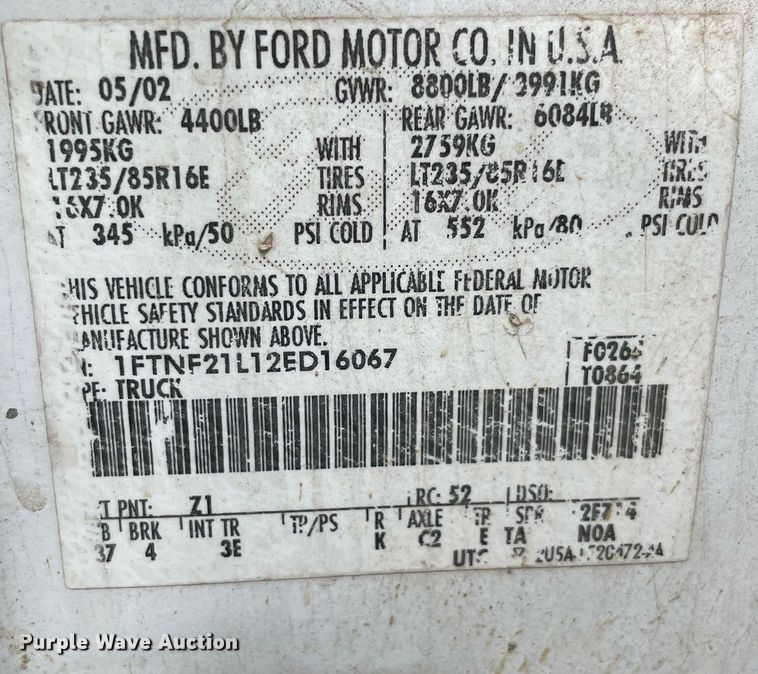 MFD. BY FORD MOTOR CO. IN U.S.A.
DATE: 05/02 GVWR: 8800LB/ 3991KG
FRONT GAWR: 4400LB REAR GAWR: 6084LB
1995KG WITH 2759KG WITH
LT235/85R16E TIRES LT235/85R16E TIRES
16X7.0K RIMS 16X7.0K RIMS
AT 345 kPa/50 PSI COLD AT 552 kPa/80 PSI COLD
THIS VEHICLE CONFORMS TO ALL APPLICABLE FEDERAL MOTOR
VEHICLE SAFETY STANDARDS IN EFFECT ON THE DATE OF
MANUFACTURE SHOWN ABOVE.
1FTNF21L12ED16067 F0264
TRUCK T0864
EXT PNT: Z1 RC: 52 DSO:
WB BRK INT TR TP/PS R AXLE TR SPR
137 4 3E K C2 E TA NOA
Purple Wave Auction